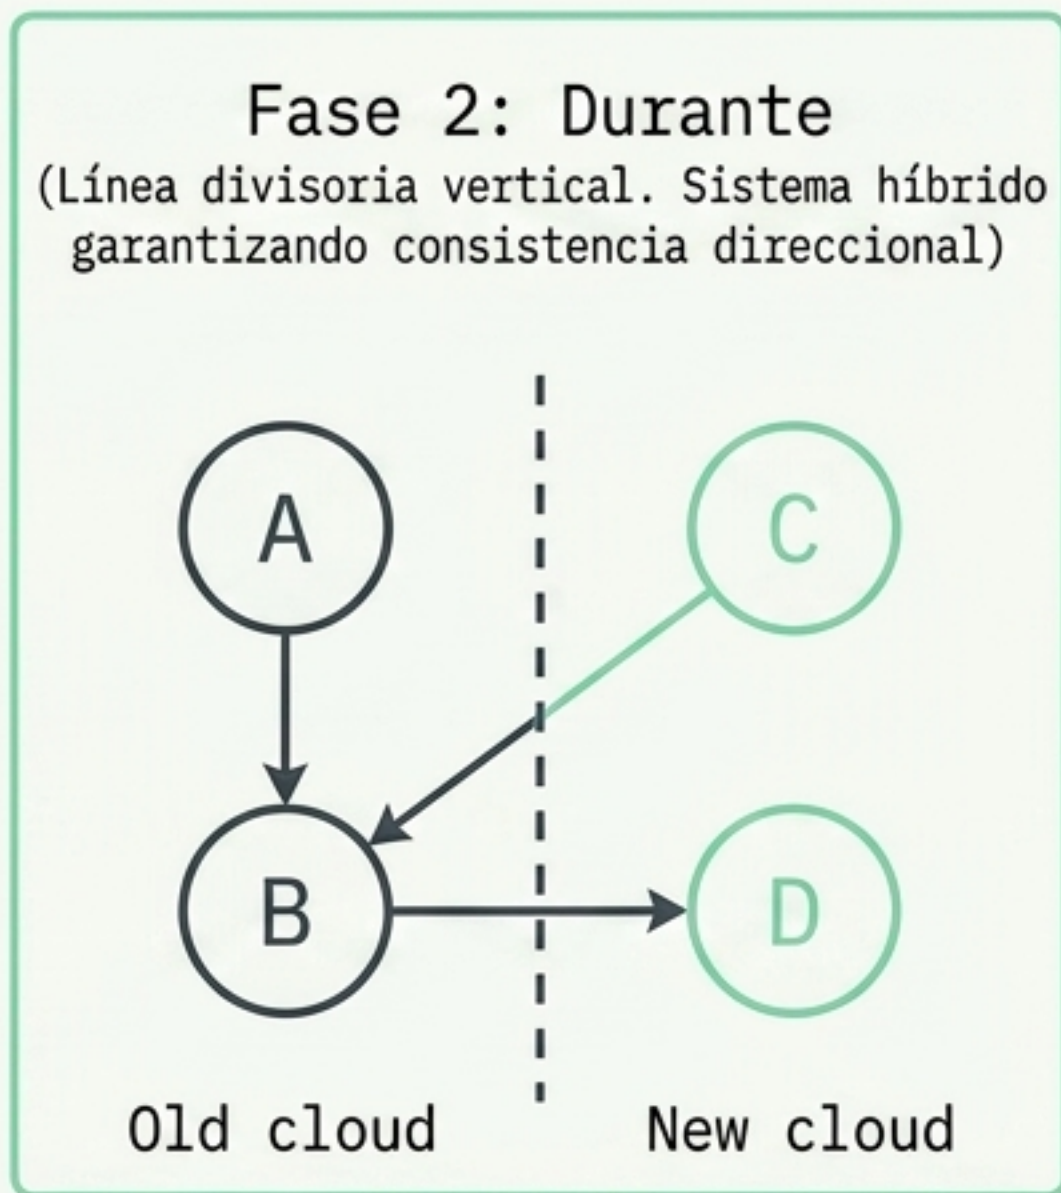 Fase 2: Durante
(Línea divisoria vertical. Sistema híbrido
garantizando consistencia direccional)
A
C
B
D
Old cloud
New cloud